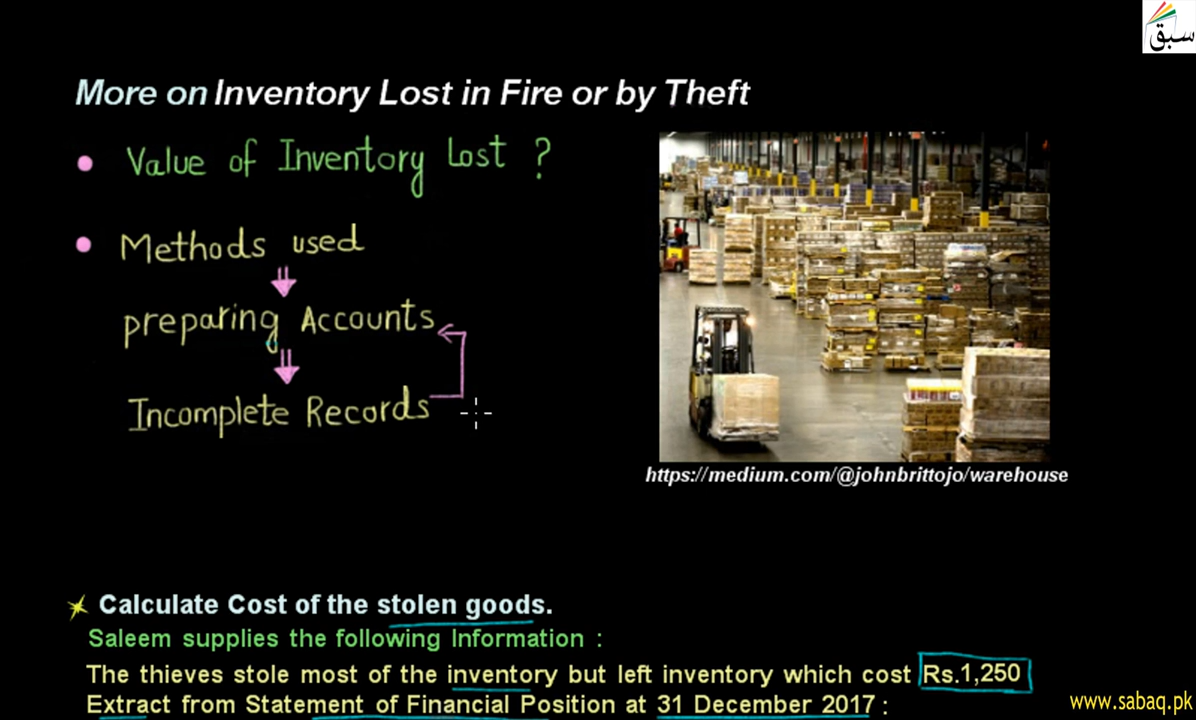 سبق
More on Inventory Lost in Fire or by Theft
Value of Inventory Lost ?
Methods used
preparing Accounts
Incomplete Records
https://medium.com/@johnbrittojo/warehouse
Calculate Cost of the stolen goods.
Saleem supplies the following Information :
The thieves stole most of the inventory but left inventory which cost Rs.1,250
Extract from Statement of Financial Position at 31 December 2017 :
www.sabaq.pk